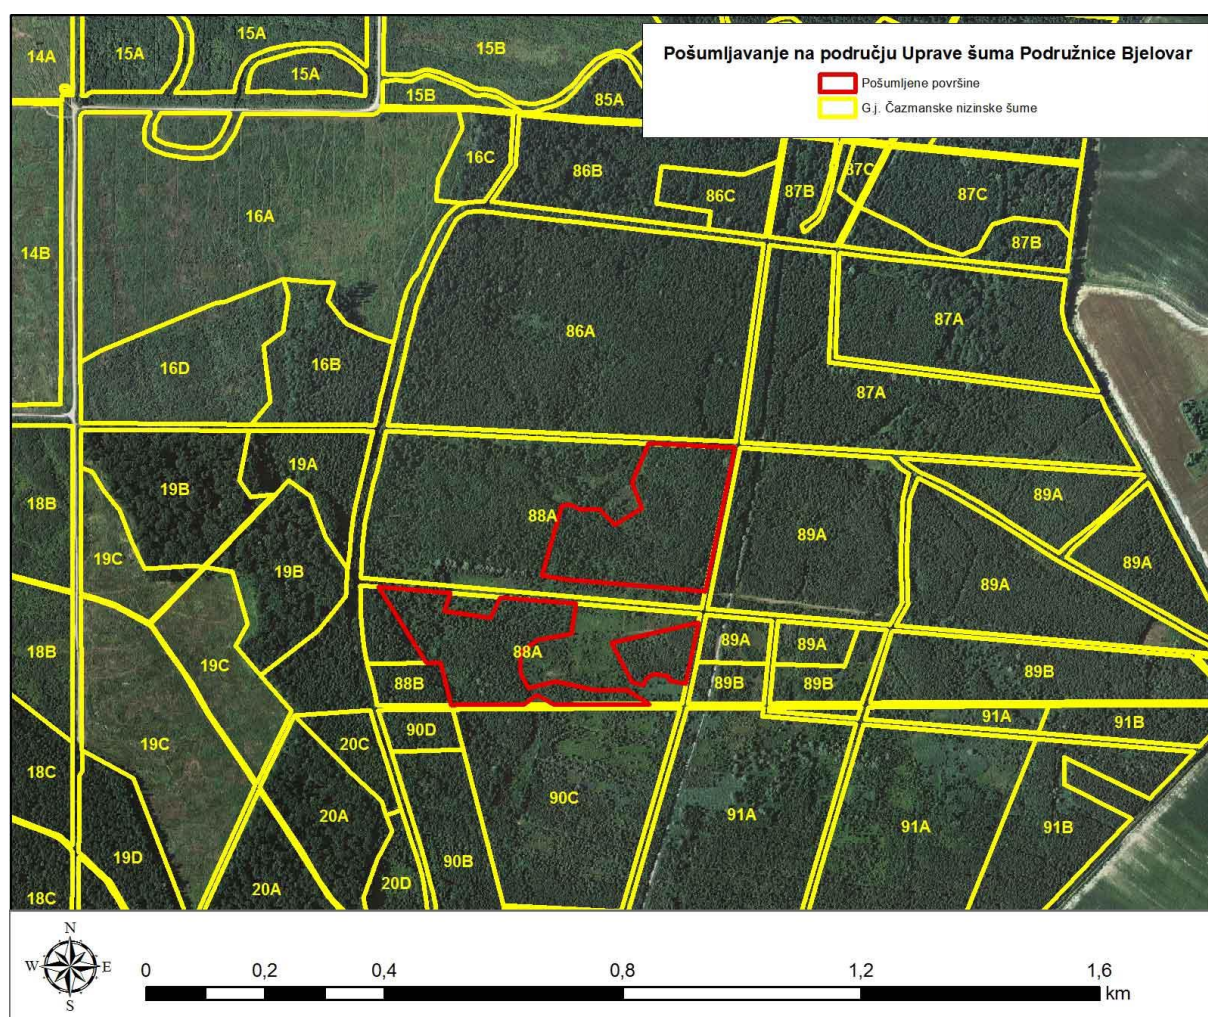 Pošumljavanje na području Uprave šuma Podružnice Bjelovar
Pošumljene površine
G.j. Čazmanske nizinske šume
15A
15A
15B
14A
15A
15B
85A
16C
86B
86C
87B
87C
87C
16A
87B
14B
86A
87A
16D
16B
87A
19A
19B
89A
18B
88A
89A
19C
89A
19B
89A
89A
89A
18B
88A
19C
89B
88B
89B
89B
91A
91B
20C
90D
19C
18C
90C
20A
91A
91A
91B
19D
90B
20A
20D
18C
N
W
E
S
0
0,2
0,4
0,8
1,2
1,6
km